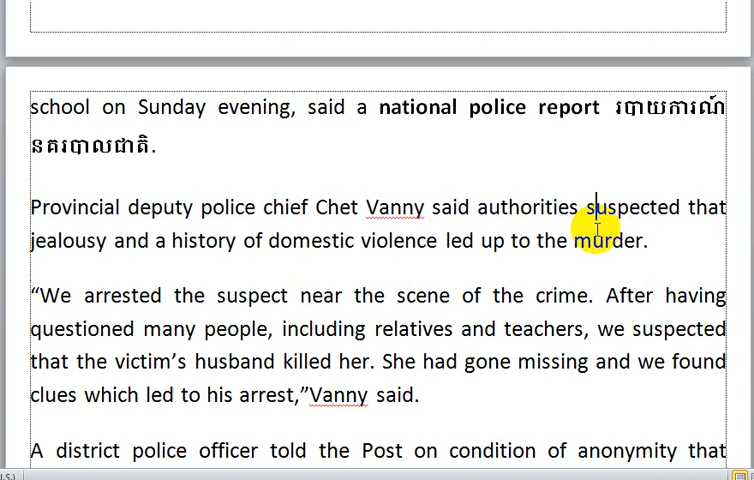 school on Sunday evening, said a national police report របាយការណ៍
នគរបាលជាតិ.
Provincial deputy police chief Chet Vanny said authorities suspected that
jealousy and a history of domestic violence led up to the murder.
“We arrested the suspect near the scene of the crime. After having
questioned many people, including relatives and teachers, we suspected
that the victim’s husband killed her. She had gone missing and we found
clues which led to his arrest,”Vanny said.
A district police officer told the Post on condition of anonymity that